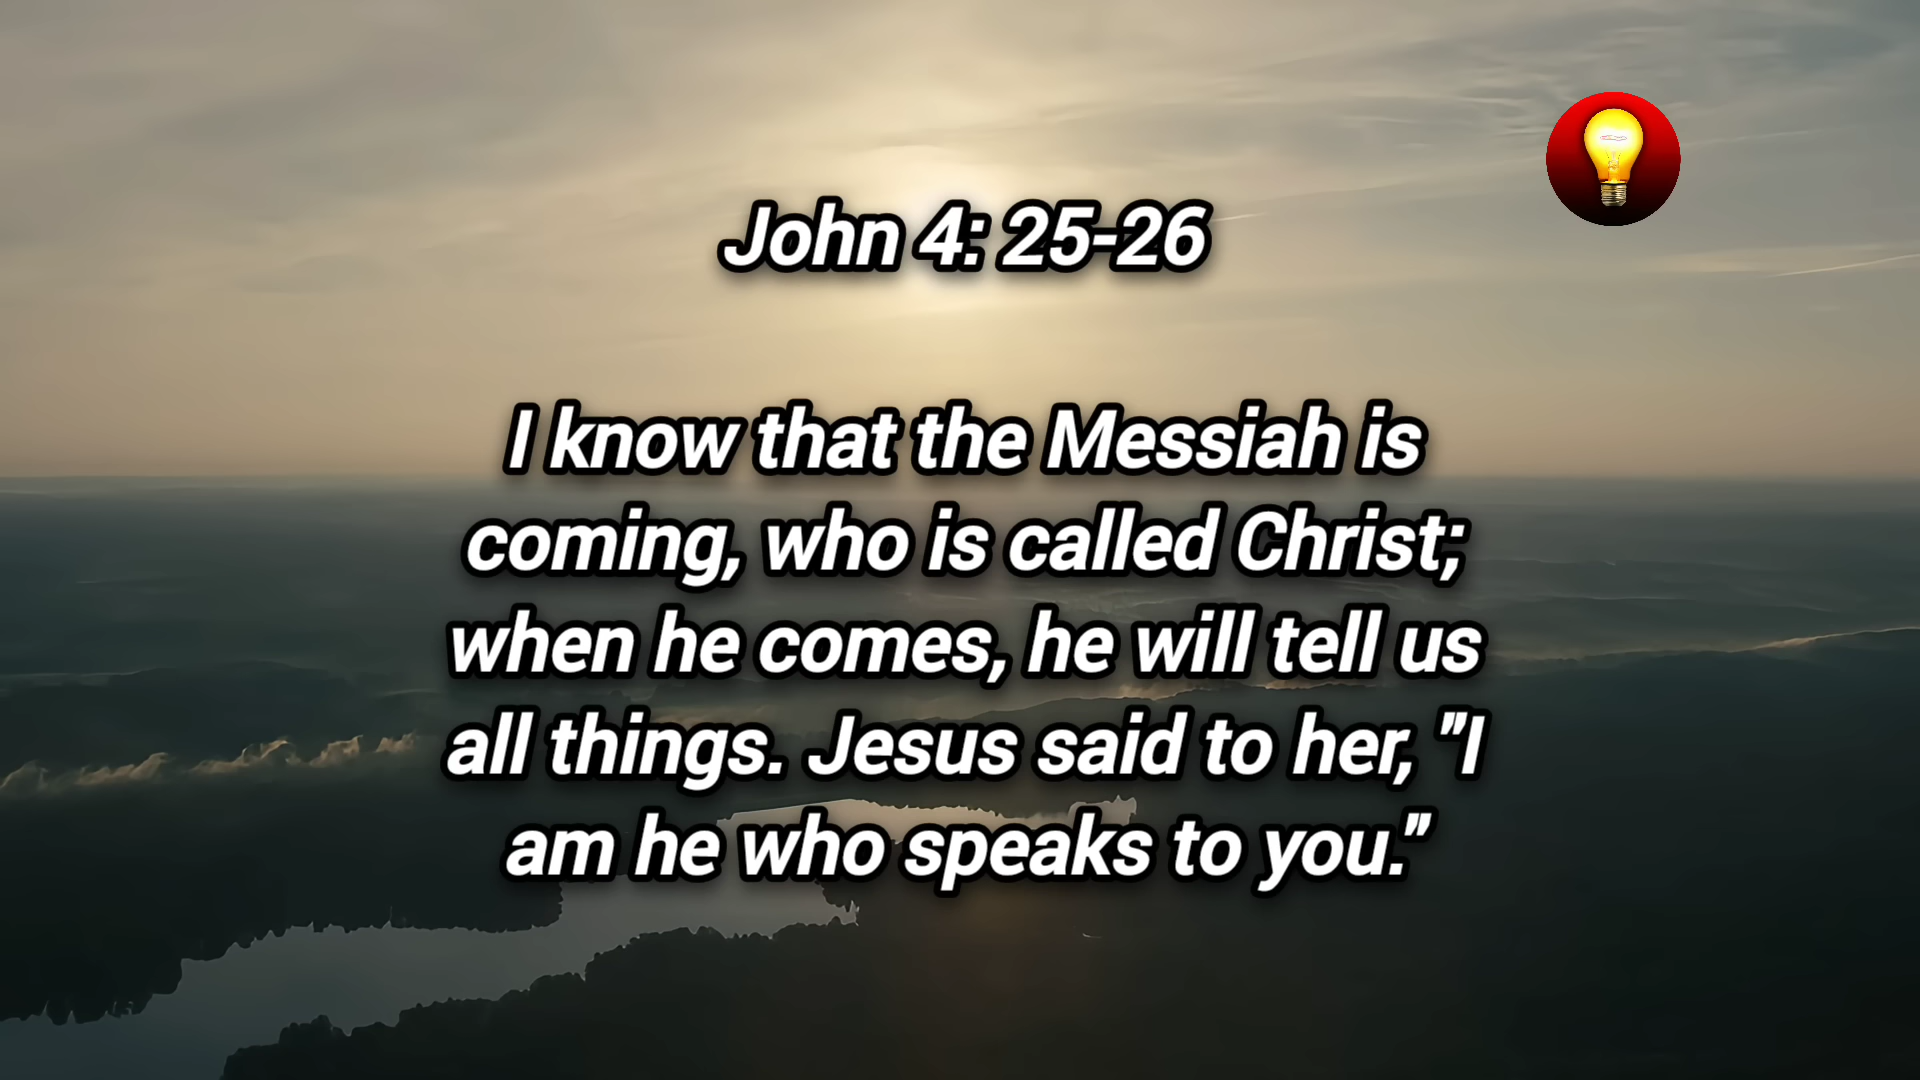 John 4: 25-26
I know that the Messiah is
coming, who is called Christ;
when he comes, he will tell us
all things. Jesus said to her, "I
am he who speaks to you."